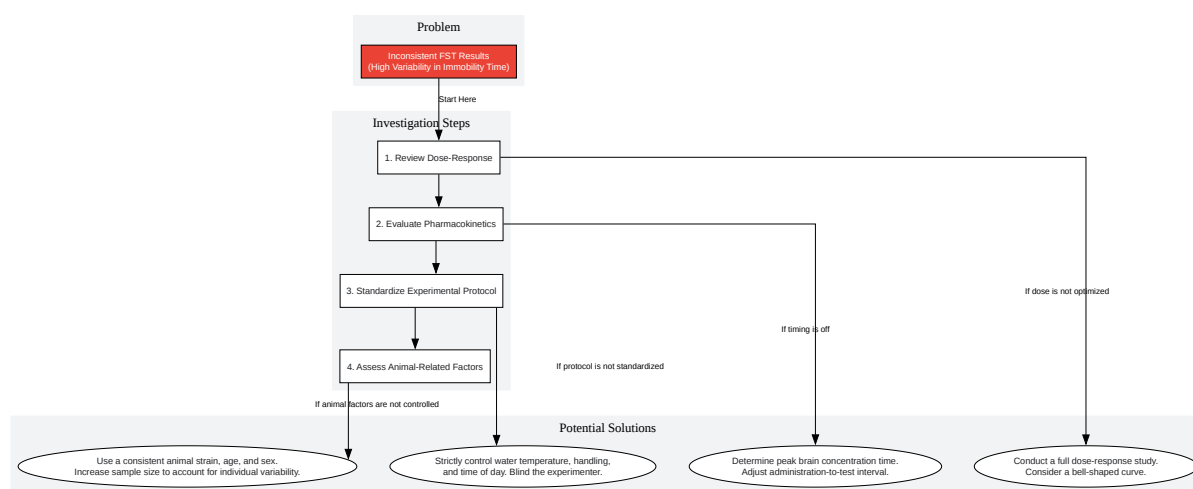 Problem
Inconsistent FST Results
(High Variability in Immobility Time)
Start Here
Investigation Steps
1. Review Dose-Response
2. Evaluate Pharmacokinetics
3. Standardize Experimental Protocol
If dose is not optimized
If timing is off
4. Assess Animal-Related Factors
If protocol is not standardized
If animal factors are not controlled
Potential Solutions
Use a consistent animal strain, age, and sex.
Increase sample size to account for individual variability.
Strictly control water temperature, handling,
and time of day. Blind the experimenter.
Determine peak brain concentration time.
Adjust administration-to-test interval.
Conduct a full dose-response study.
Consider a bell-shaped curve.